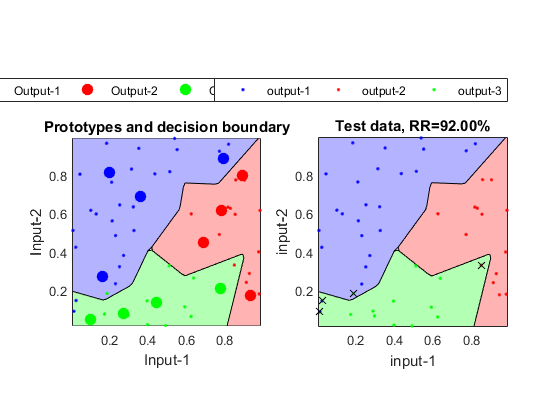 Output-1 Output-2 output-1 output-2 output-3
Prototypes and decision boundary Test data, RR=92.00%
Input-2
0.8
0.6
0.4
0.2
0.2 0.4 0.6 0.8
Input-1
input-2
0.8
0.6
0.4
0.2
0.2 0.4 0.6 0.8
input-1